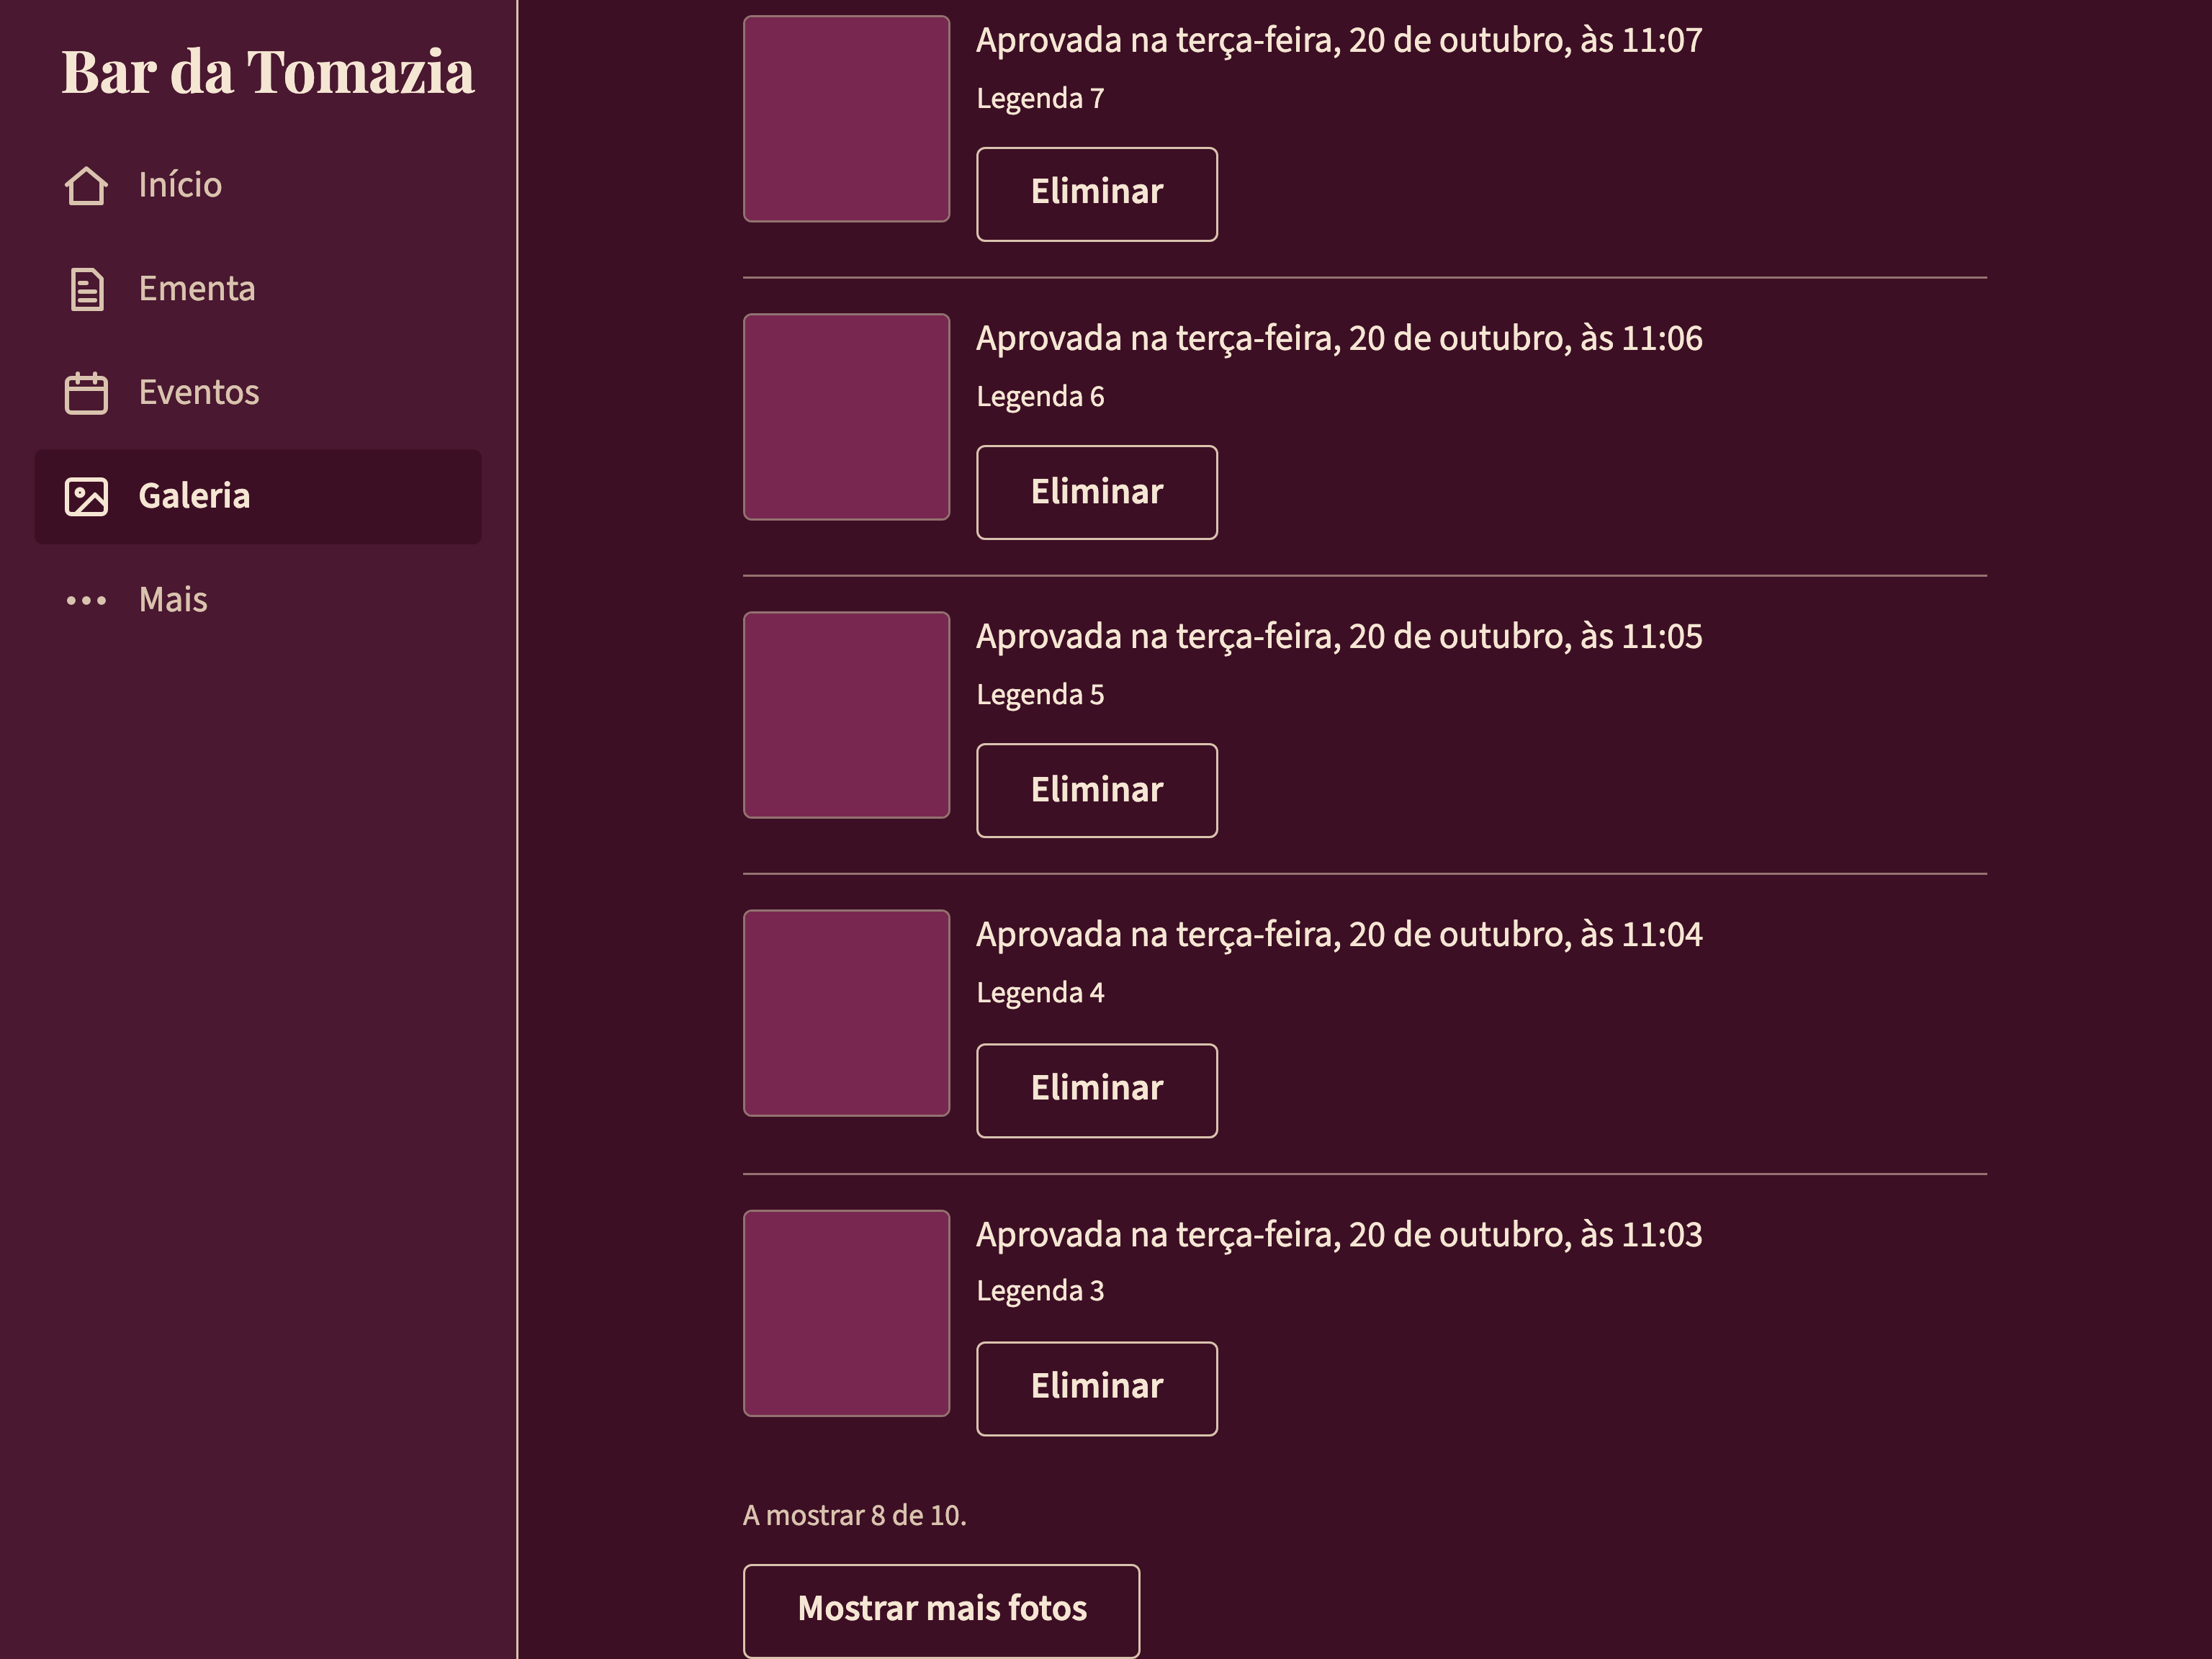 Bar da Tomazia
Início
Ementa
Eventos
Galeria
Mais
Aprovada na terça-feira, 20 de outubro, às 11:07
Legenda 7
Eliminar
Aprovada na terça-feira, 20 de outubro, às 11:06
Legenda 6
Eliminar
Aprovada na terça-feira, 20 de outubro, às 11:05
Legenda 5
Eliminar
Aprovada na terça-feira, 20 de outubro, às 11:04
Legenda 4
Eliminar
Aprovada na terça-feira, 20 de outubro, às 11:03
Legenda 3
Eliminar
A mostrar 8 de 10.
Mostrar mais fotos